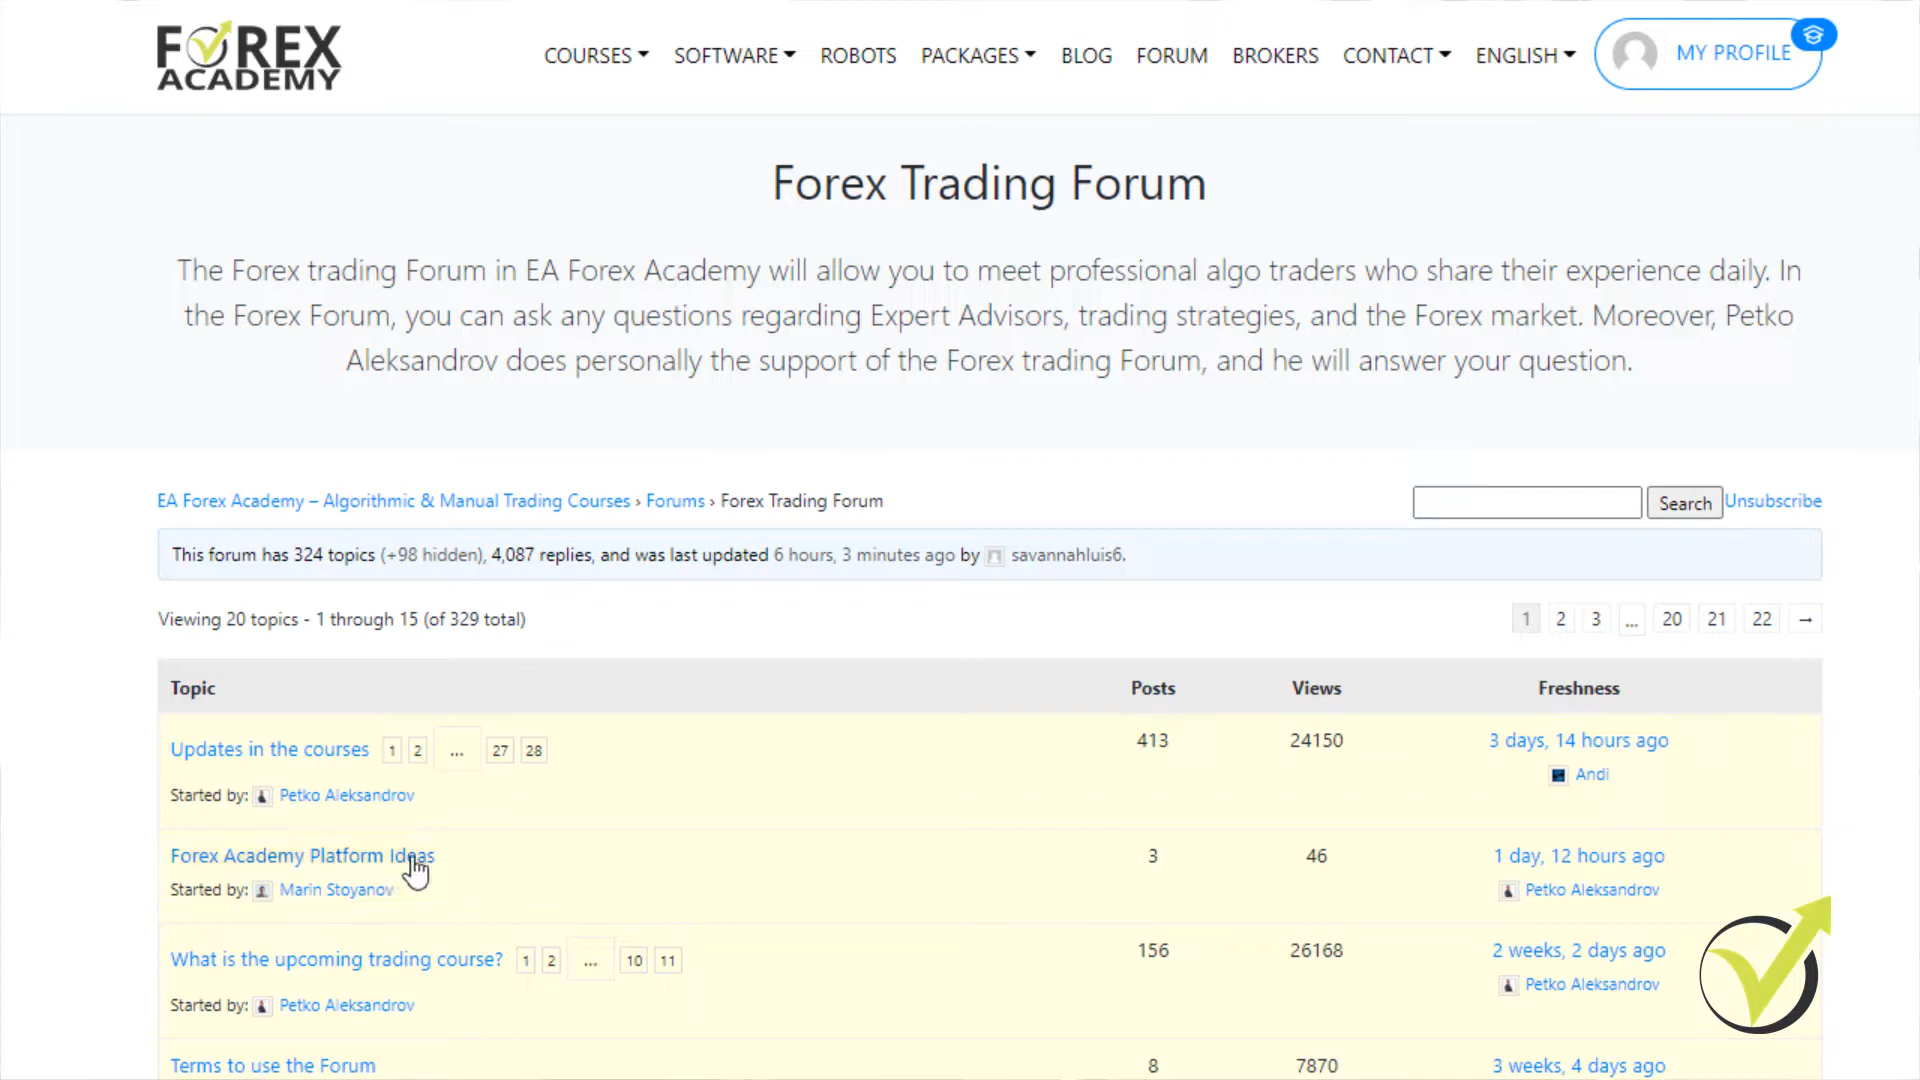 FOREX
ACADEMY
COURSES SOFTWARE ROBOTS PACKAGES BLOG FORUM BROKERS CONTACT ENGLISH MY PROFILE
Forex Trading Forum
The Forex trading Forum in EA Forex Academy will allow you to meet professional algo traders who share their experience daily. In
the Forex Forum, you can ask any questions regarding Expert Advisors, trading strategies, and the Forex market. Moreover, Petko
Aleksandrov does personally the support of the Forex trading Forum, and he will answer your question.
EA Forex Academy – Algorithmic & Manual Trading Courses › Forums › Forex Trading Forum Search Unsubscribe
This forum has 324 topics (+98 hidden), 4,087 replies, and was last updated 6 hours, 3 minutes ago by savannahluis6.
Viewing 20 topics - 1 through 15 (of 329 total) 1 2 3 ... 20 21 22 →
Topic Posts Views Freshness
Updates in the courses 1 2 ... 27 28 413 24150 3 days, 14 hours ago
Andi
Started by: Petko Aleksandrov
Forex Academy Platform Ideas 3 46 1 day, 12 hours ago
Started by: Marin Stoyanov Petko Aleksandrov
What is the upcoming trading course? 1 2 ... 10 11 156 26168 2 weeks, 2 days ago
Petko Aleksandrov
Started by: Petko Aleksandrov
Terms to use the Forum 8 7870 3 weeks, 4 days ago